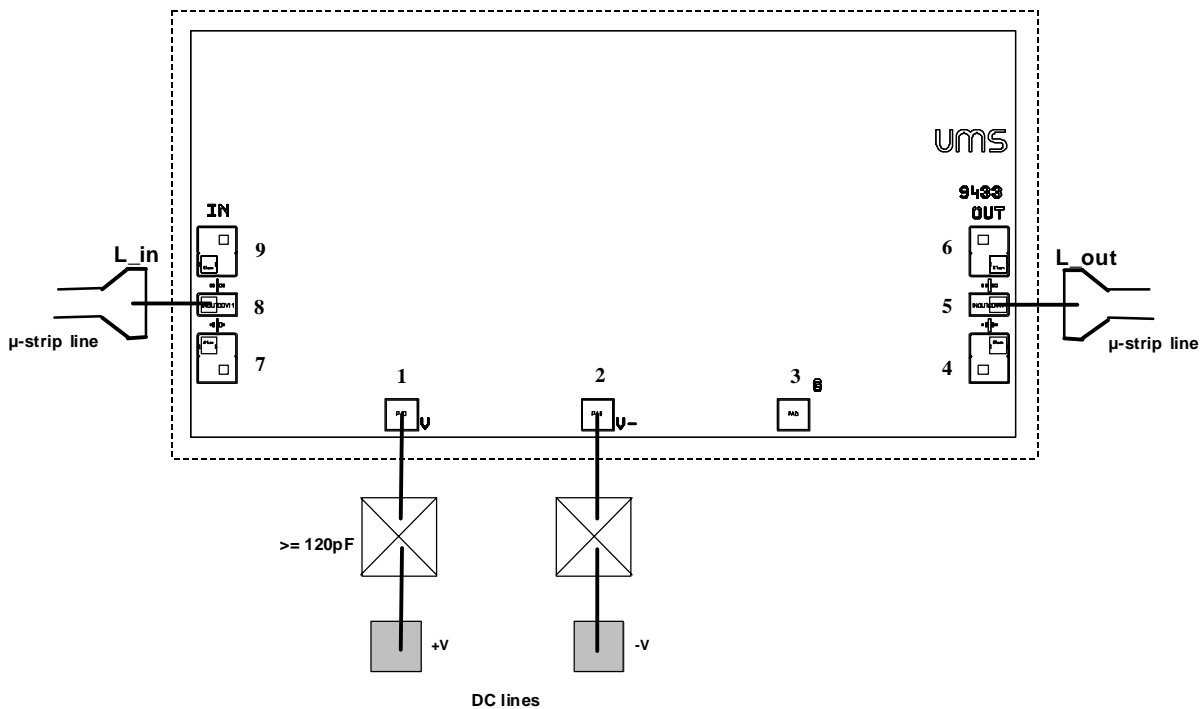 ums
9433
IN
OUT
9
6
L_in
L_out
8
5
µ-strip line
µ-strip line
7
4
1
2
3
V
V-
PAD
>= 120pF
+V
-V
DC lines